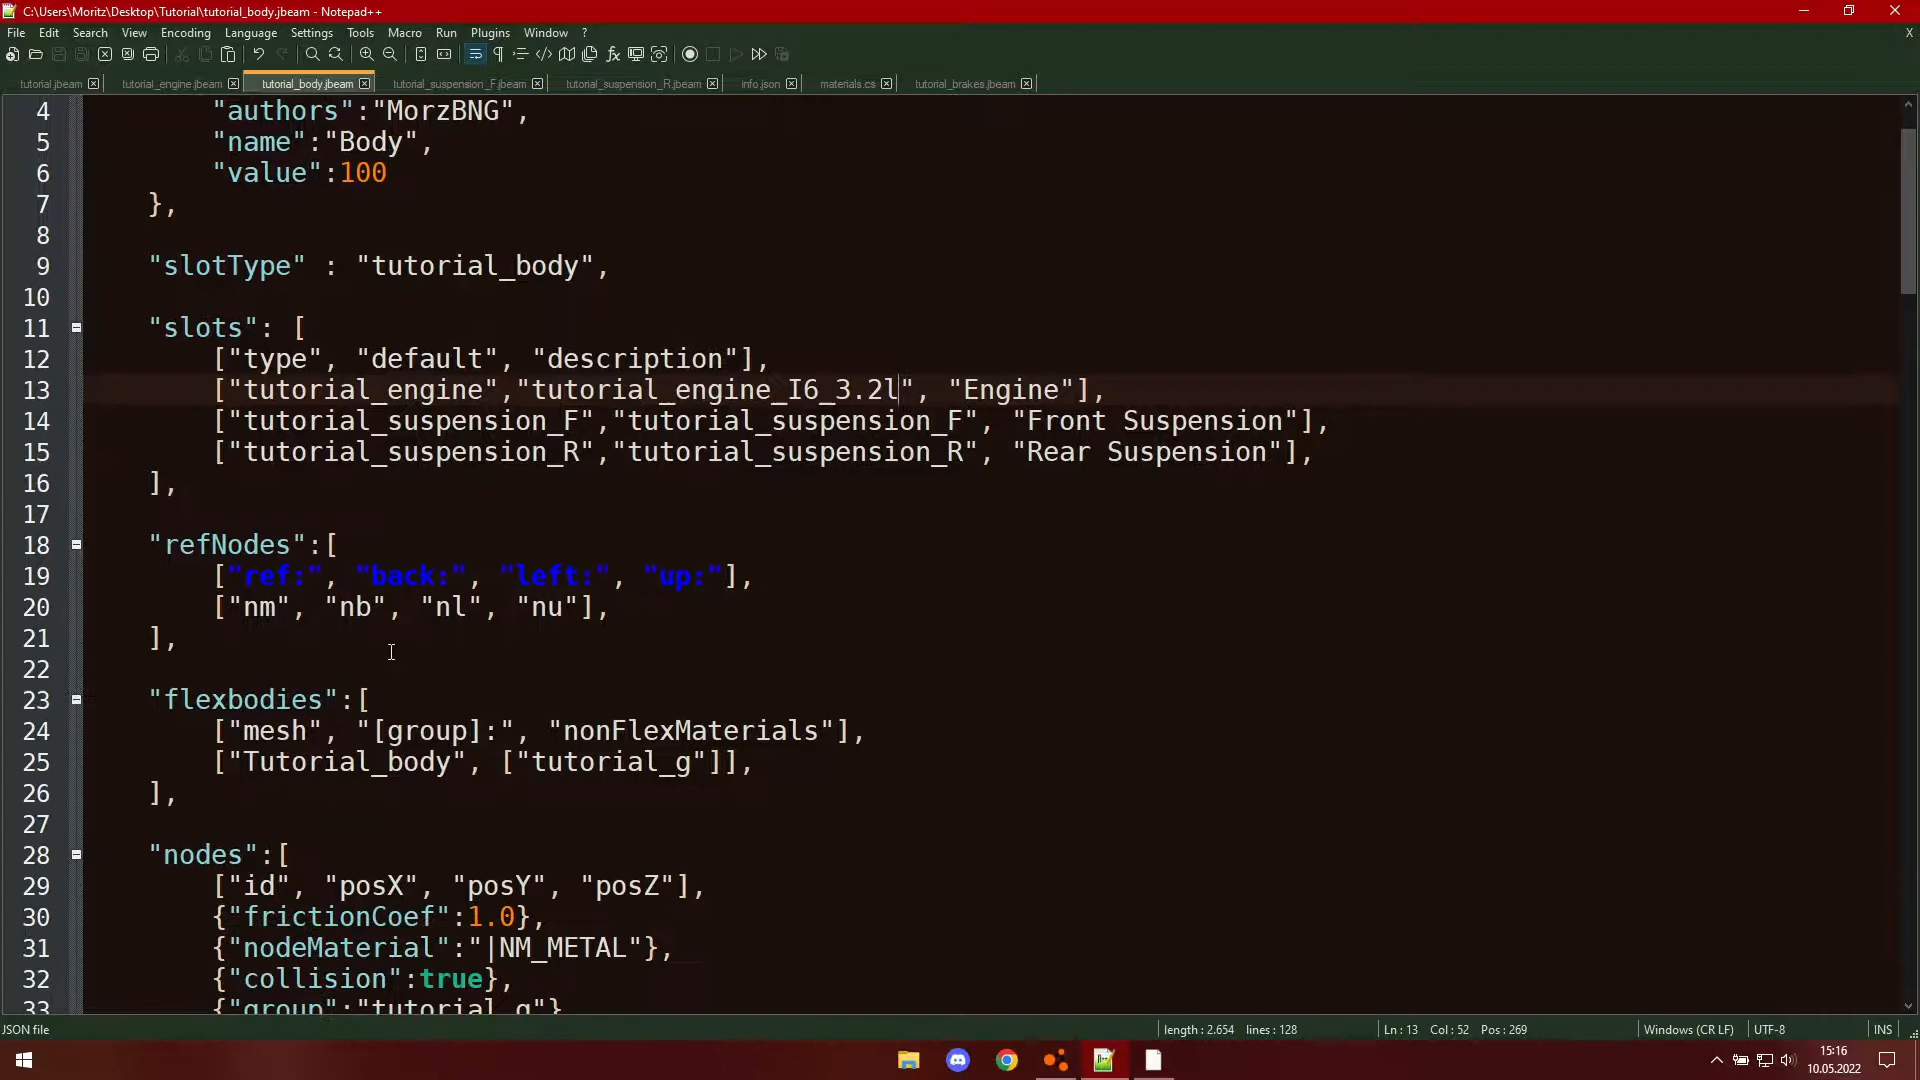 C:\Users\Moritz\Desktop\Tutorial\tutorial_body.jbeam - Notepad++
File Edit Search View Encoding Language Settings Tools Macro Run Plugins Window ? X
tutorial.jbeam tutorial_engine.jbeam tutorial_body.jbeam tutorial_suspension_F.jbeam tutorial_suspension_R.jbeam info.json materials.cs tutorial_brakes.jbeam
4 "authors":"MorzBNG",
5 "name":"Body",
6 "value":100
7 },
8
9 "slotType" : "tutorial_body",
10
11 "slots": [
12 ["type", "default", "description"],
13 ["tutorial_engine","tutorial_engine_I6_3.2l", "Engine"],
14 ["tutorial_suspension_F","tutorial_suspension_F", "Front Suspension"],
15 ["tutorial_suspension_R","tutorial_suspension_R", "Rear Suspension"],
16 ],
17
18 "refNodes":[
19 ["ref:", "back:", "left:", "up:"],
20 ["nm", "nb", "nl", "nu"],
21 ],
22
23 "flexbodies":[
24 ["mesh", "[group]:", "nonFlexMaterials"],
25 ["Tutorial_body", ["tutorial_g"]],
26 ],
27
28 "nodes":[
29 ["id", "posX", "posY", "posZ"],
30 {"frictionCoef":1.0},
31 {"nodeMaterial":"|NM_METAL"},
32 {"collision":true},
33 {"group":"tutorial_g"}
JSON file length : 2.654 lines : 128 Ln : 13 Col : 52 Pos : 269 Windows (CR LF) UTF-8 INS
15:16
10.05.2022